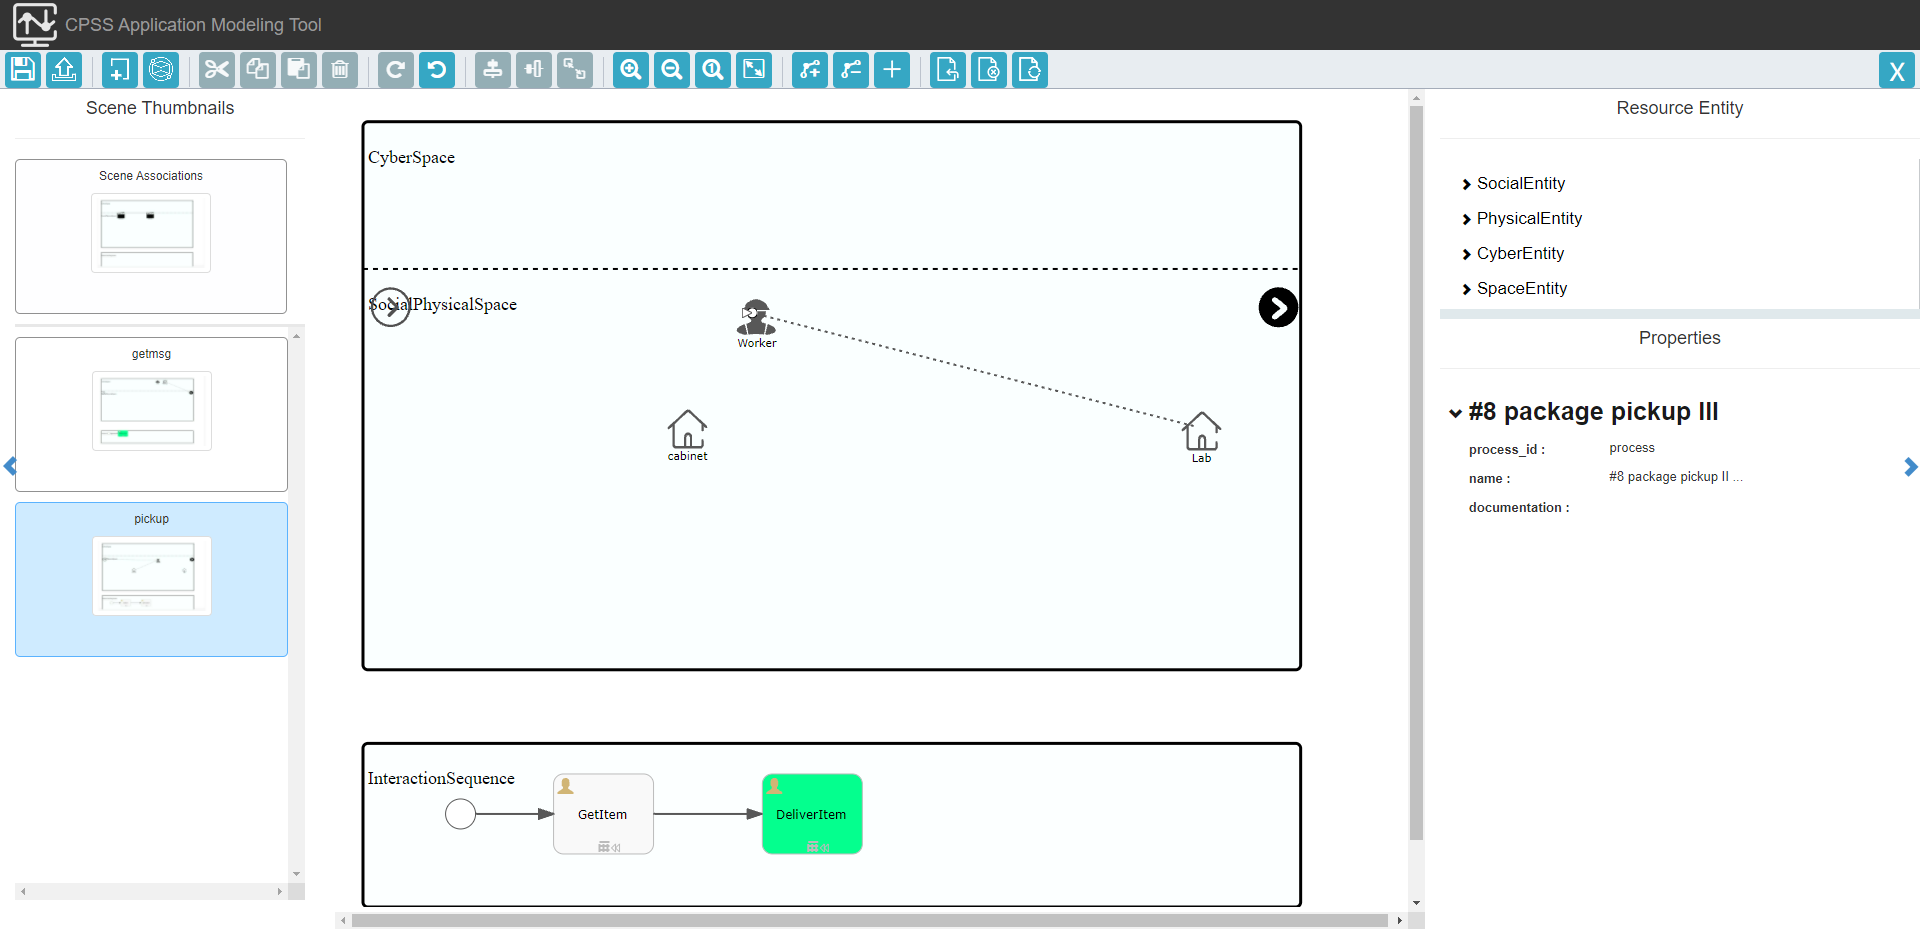 CPSS Application Modeling Tool
X
Scene Thumbnails
Scene Associations
getmsg
pickup
CyberSpace
SocialPhysicalSpace
Worker
cabinet
Lab
InteractionSequence
GetItem
DeliverItem
Resource Entity
SocialEntity
PhysicalEntity
CyberEntity
SpaceEntity
Properties
#8 package pickup III
process_id : process
name : #8 package pickup II ...
documentation :